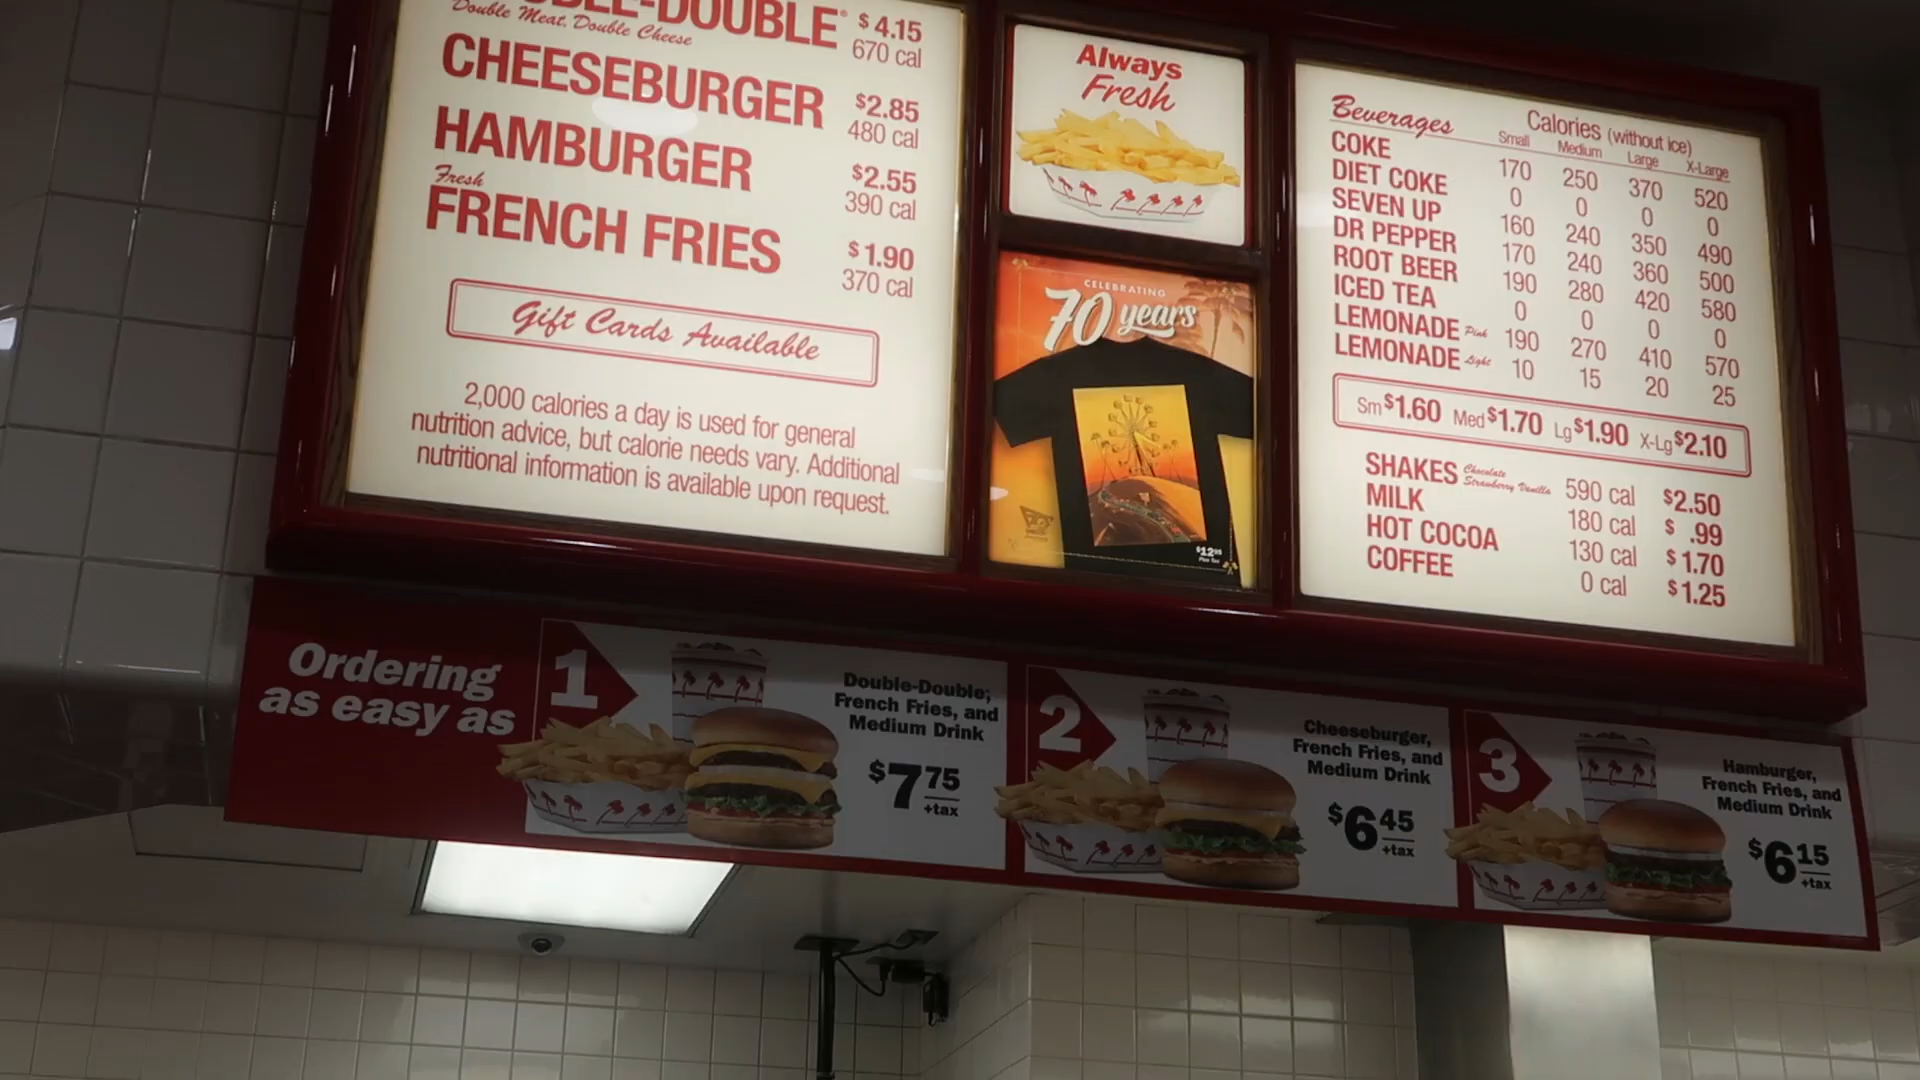 -DOUBLE® $4.15
Double Meat, Double Cheese 670 cal
CHEESEBURGER $2.85
480 cal
HAMBURGER $2.55
390 cal
Fresh
FRENCH FRIES $1.90
370 cal
Gift Cards Available
2,000 calories a day is used for general
nutrition advice, but calorie needs vary. Additional
nutritional information is available upon request.
Always
Fresh
CELEBRATING
70 years
$12.95
Plus Tax
Beverages Calories (without ice)
Small Medium Large X-Large
COKE 170 250 370 520
DIET COKE 0 0 0 0
SEVEN UP 160 240 350 490
DR PEPPER 170 240 360 500
ROOT BEER 190 280 420 580
ICED TEA 0 0 0 0
LEMONADE Pink 190 270 410 570
LEMONADE Light 10 15 20 25
Sm $1.60 Med $1.70 Lg $1.90 X-Lg $2.10
SHAKES Chocolate Strawberry Vanilla 590 cal $2.50
MILK 180 cal $ .99
HOT COCOA 130 cal $1.70
COFFEE 0 cal $1.25
Ordering
as easy as
1
Double-Double,
French Fries, and
Medium Drink
$7.75
+tax
2
Cheeseburger,
French Fries, and
Medium Drink
$6.45
+tax
3
Hamburger,
French Fries, and
Medium Drink
$6.15
+tax